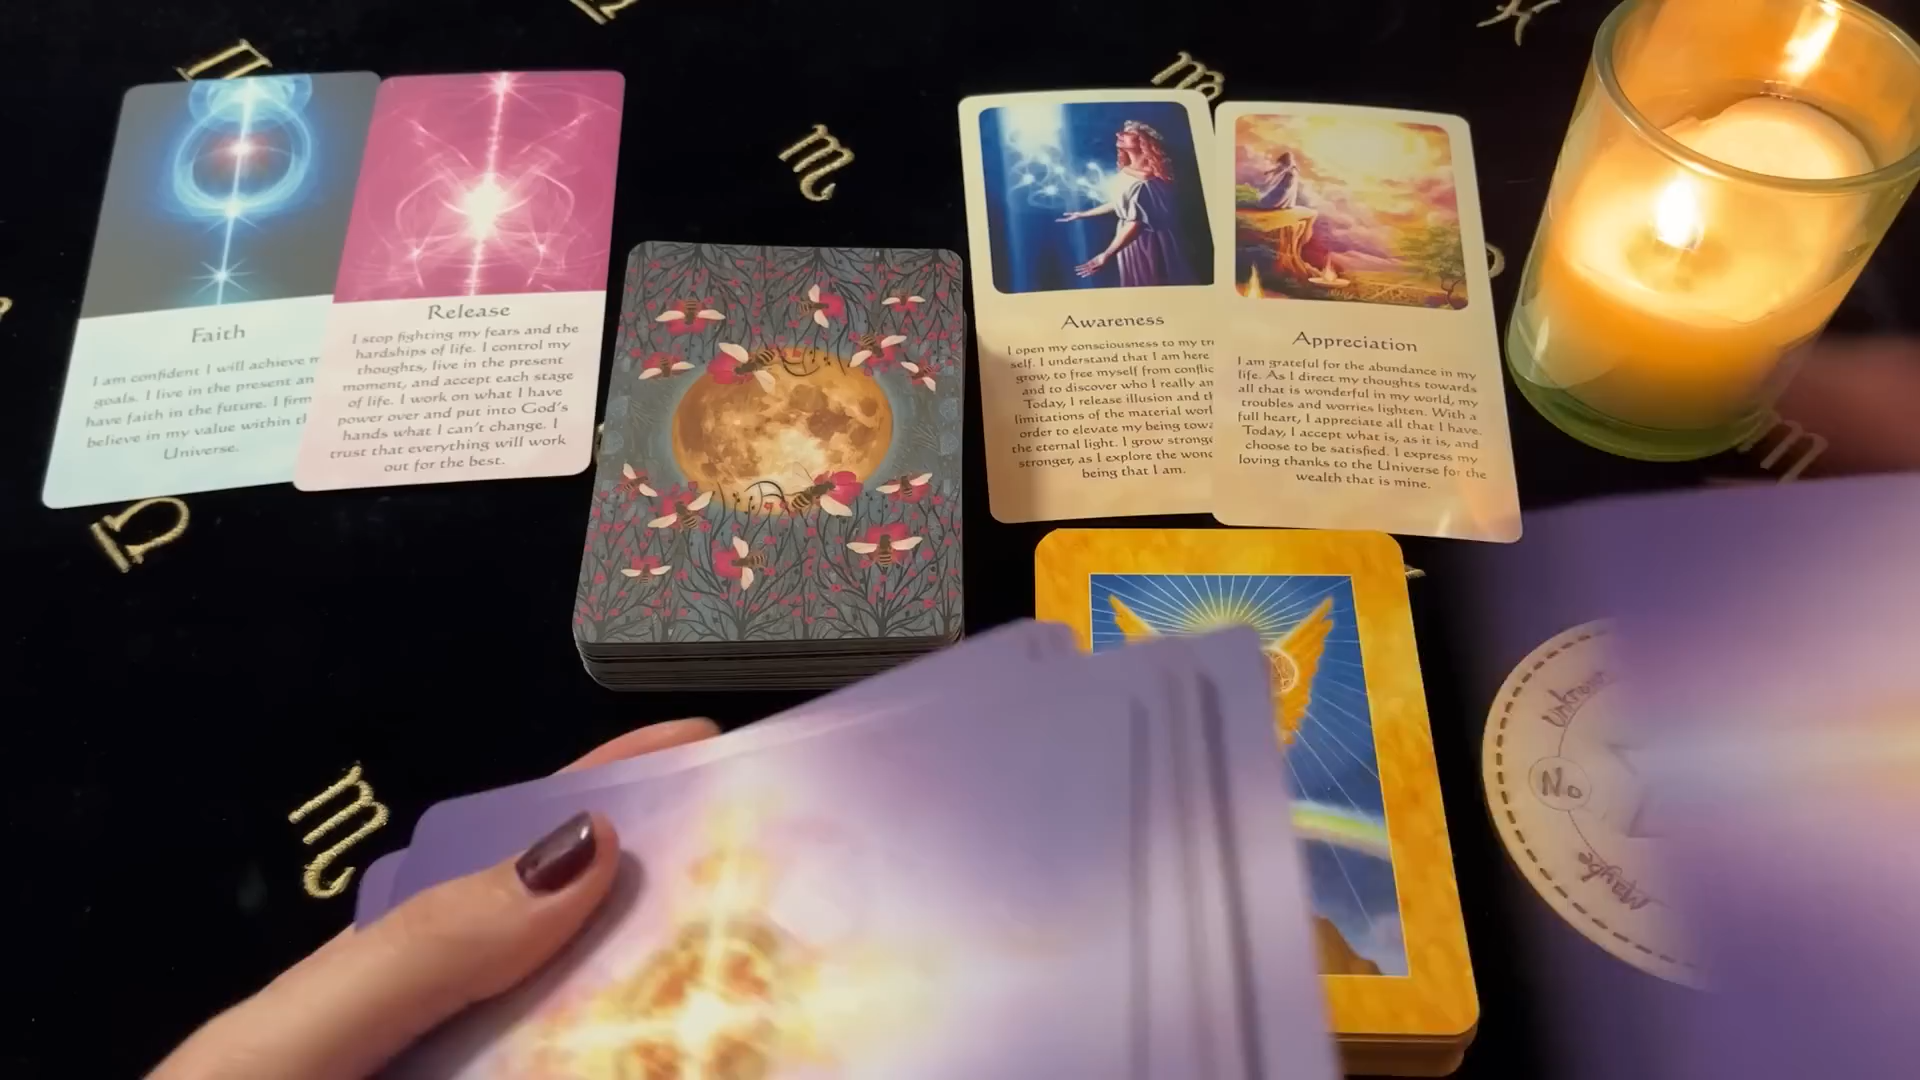 Faith
I am confident I will achieve m
goals. I live in the present an
have faith in the future. I firm
believe in my value within th
Universe.
Release
I stop fighting my fears and the
hardships of life. I control my
thoughts, live in the present
moment, and accept each stage
of life. I work on what I have
power over and put into God's
hands what I can't change. I
trust that everything will work
out for the best.
Awareness
I open my consciousness to my tr
self. I understand that I am here
grow, to free myself from conflic
and to discover who I really am
Today, I release illusion and th
limitations of the material worl
order to elevate my being towa
the eternal light. I grow stronge
stronger, as I explore the wond
being that I am.
Appreciation
I am grateful for the abundance in my
life. As I direct my thoughts towards
all that is wonderful in my world, my
troubles and worries lighten. With a
full heart, I appreciate all that I have.
Today, I accept what is, as it is, and
choose to be satisfied. I express my
loving thanks to the Universe for the
wealth that is mine.
No
Maybe